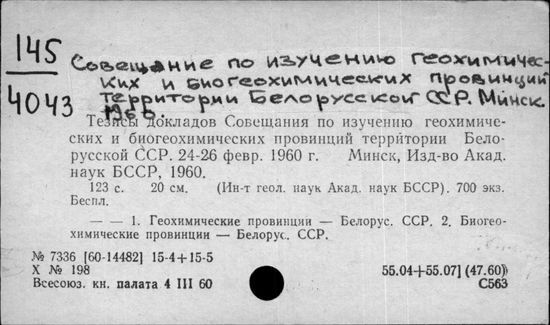 145
4043
Совещание по изучению геохимичес-
ких и биогеохимических провинций
территории Белорусской ССР. Минск.
1960.
Тезисы докладов Совещания по изучению геохимичес-
ких и биогеохимических провинций территории Бело-
русской ССР. 24-26 февр. 1960 г. Минск, Изд-во Акад.
наук БССР, 1960.
123 с. 20 см. (Ин-т геол. наук Акад. наук БССР). 700 экз.
Беспл.
— — 1. Геохимические провинции — Белорус. ССР. 2. Биогео-
химические провинции — Белорус. ССР.
№ 7336 [60-14482] 15-4+15-5
X № 198 55.04+55.07] (47.60)
Всесоюз. кн. палата 4 III 60 С563